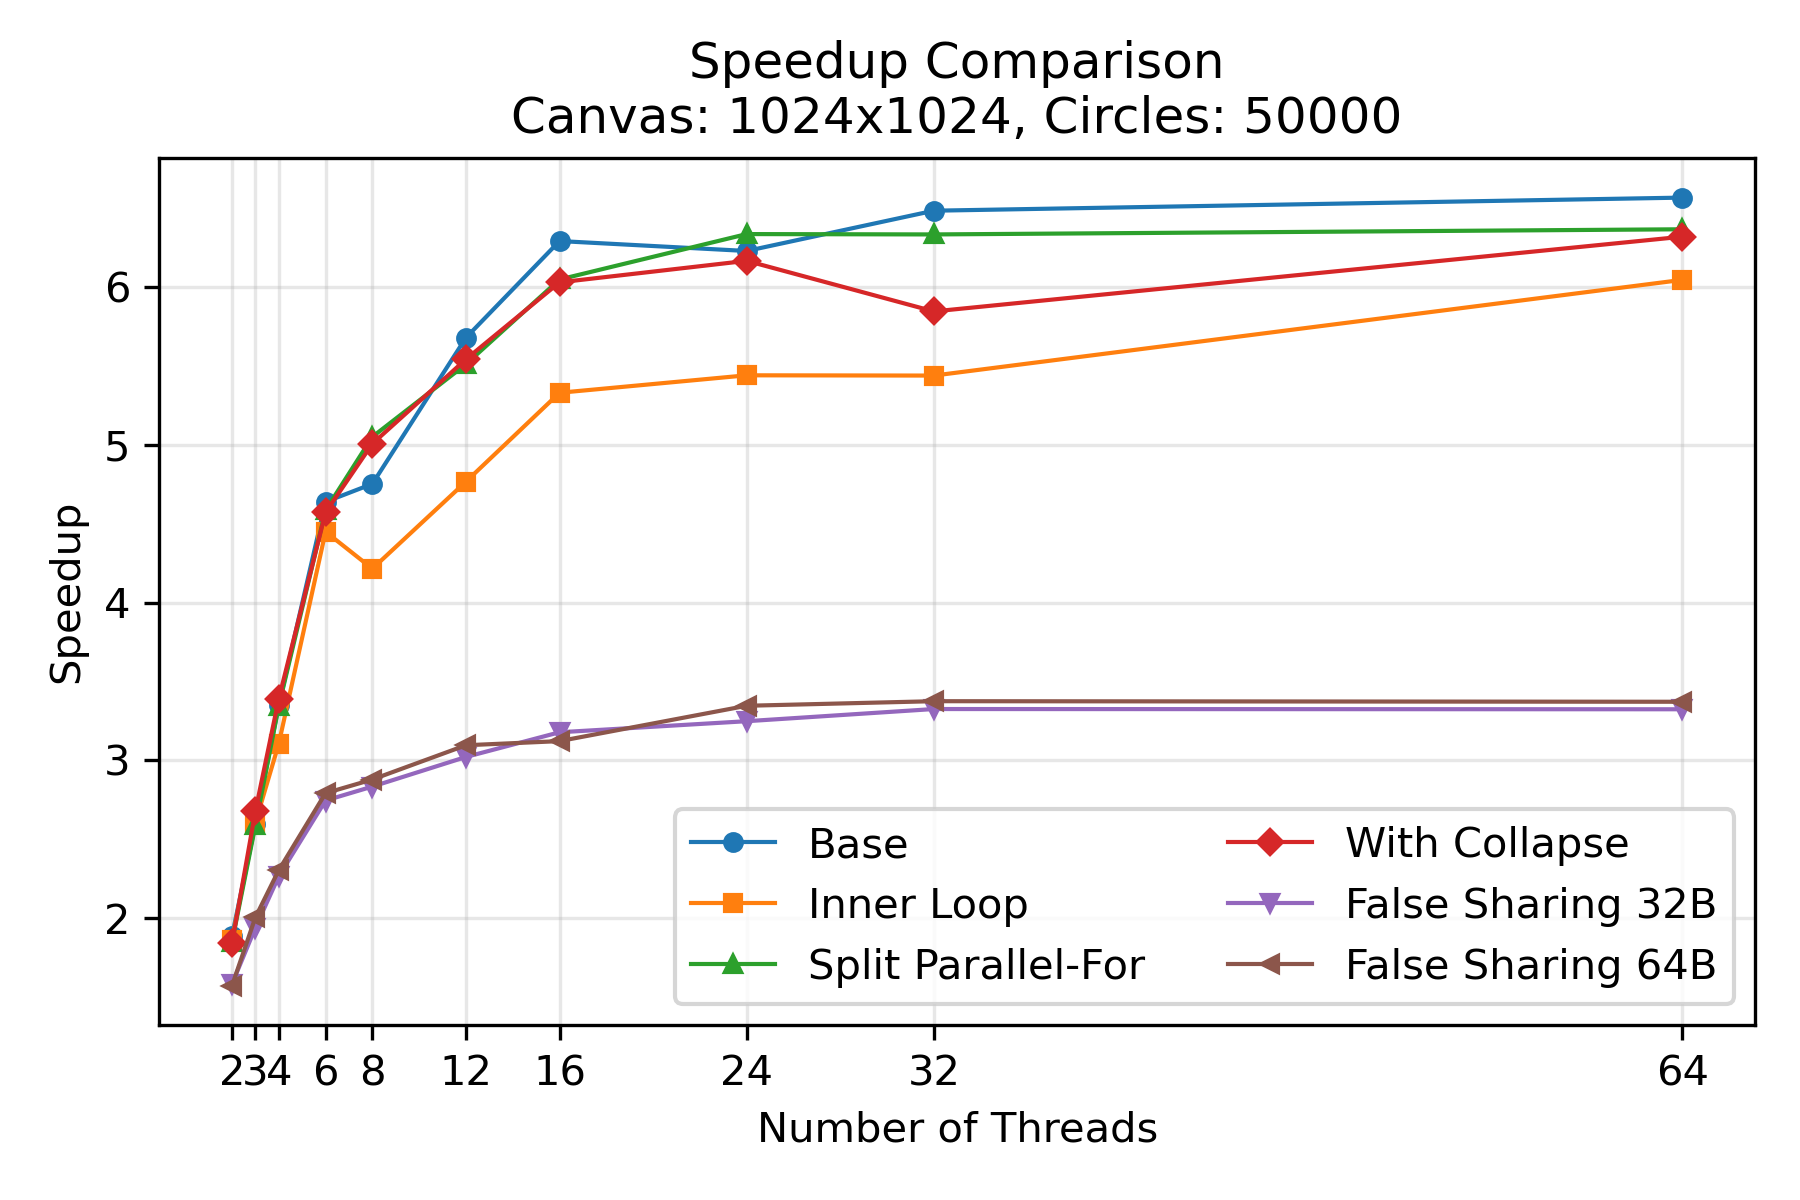 Speedup Comparison
Canvas: 1024x1024, Circles: 50000
Speedup
6
5
4
3
2
Base
Inner Loop
Split Parallel-For
With Collapse
False Sharing 32B
False Sharing 64B
2 3 4 6 8 12 16 24 32 64
Number of Threads